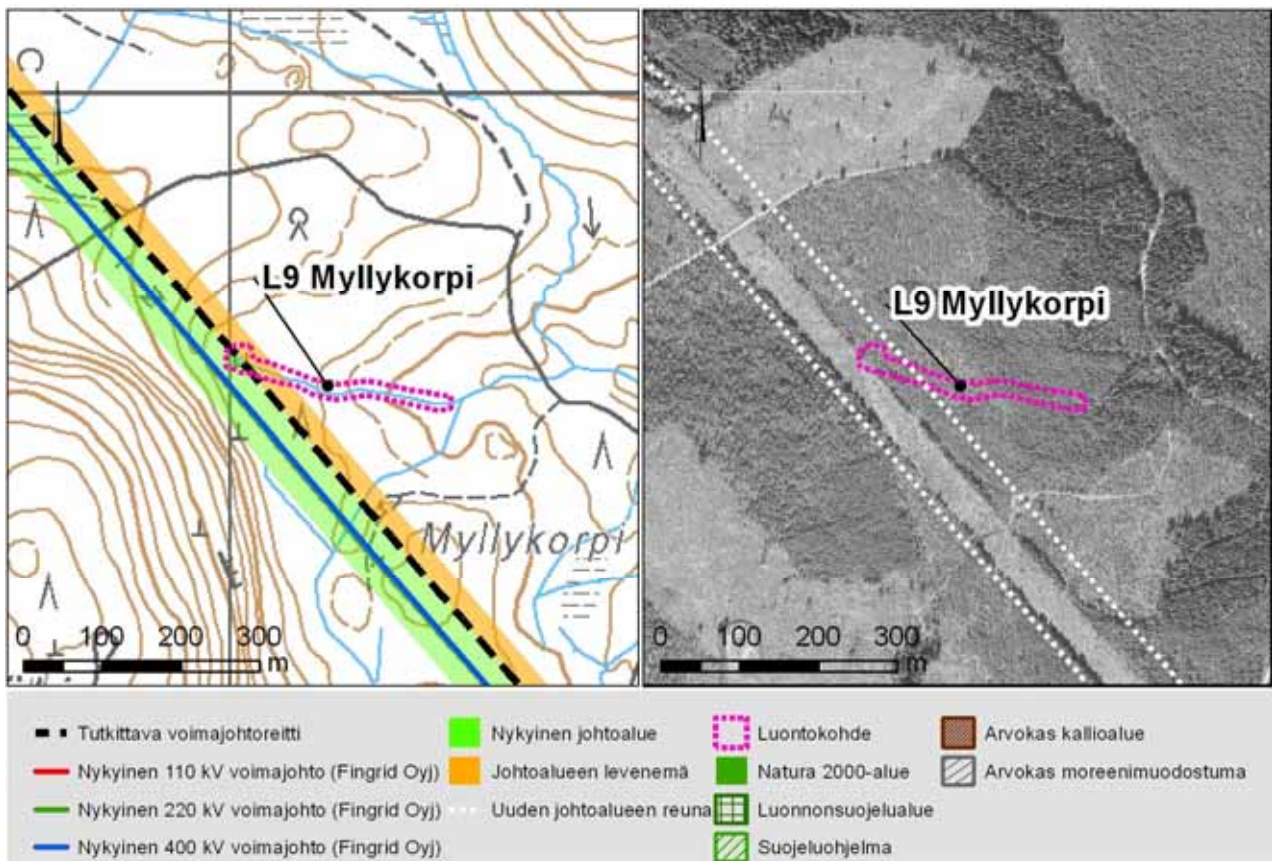 L9 Myllykorpi
Myllykorpi
0 100 200 300
m
L9 Myllykorpi
0 100 200 300
m
Tutkittava voimajohtoreitti
Nykyinen 110 kV voimajohto (Fingrid Oyj)
Nykyinen 220 kV voimajohto (Fingrid Oyj)
Nykyinen 400 kV voimajohto (Fingrid Oyj)
Nykyinen johtoalue
Johtoalueen levenemä
Uuden johtoalueen reuna
Luontokohde
Natura 2000-alue
Luonnonsuojelualue
Suojeluohjelma
Arvokas kallioalue
Arvokas moreenimuodostuma